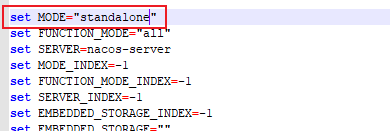 set MODE="standalone"
set FUNCTION_MODE="all"
set SERVER=nacos-server
set MODE_INDEX=-1
set FUNCTION_MODE_INDEX=-1
set SERVER_INDEX=-1
set EMBEDDED_STORAGE_INDEX=-1
set EMBEDDED_STORAGE=""